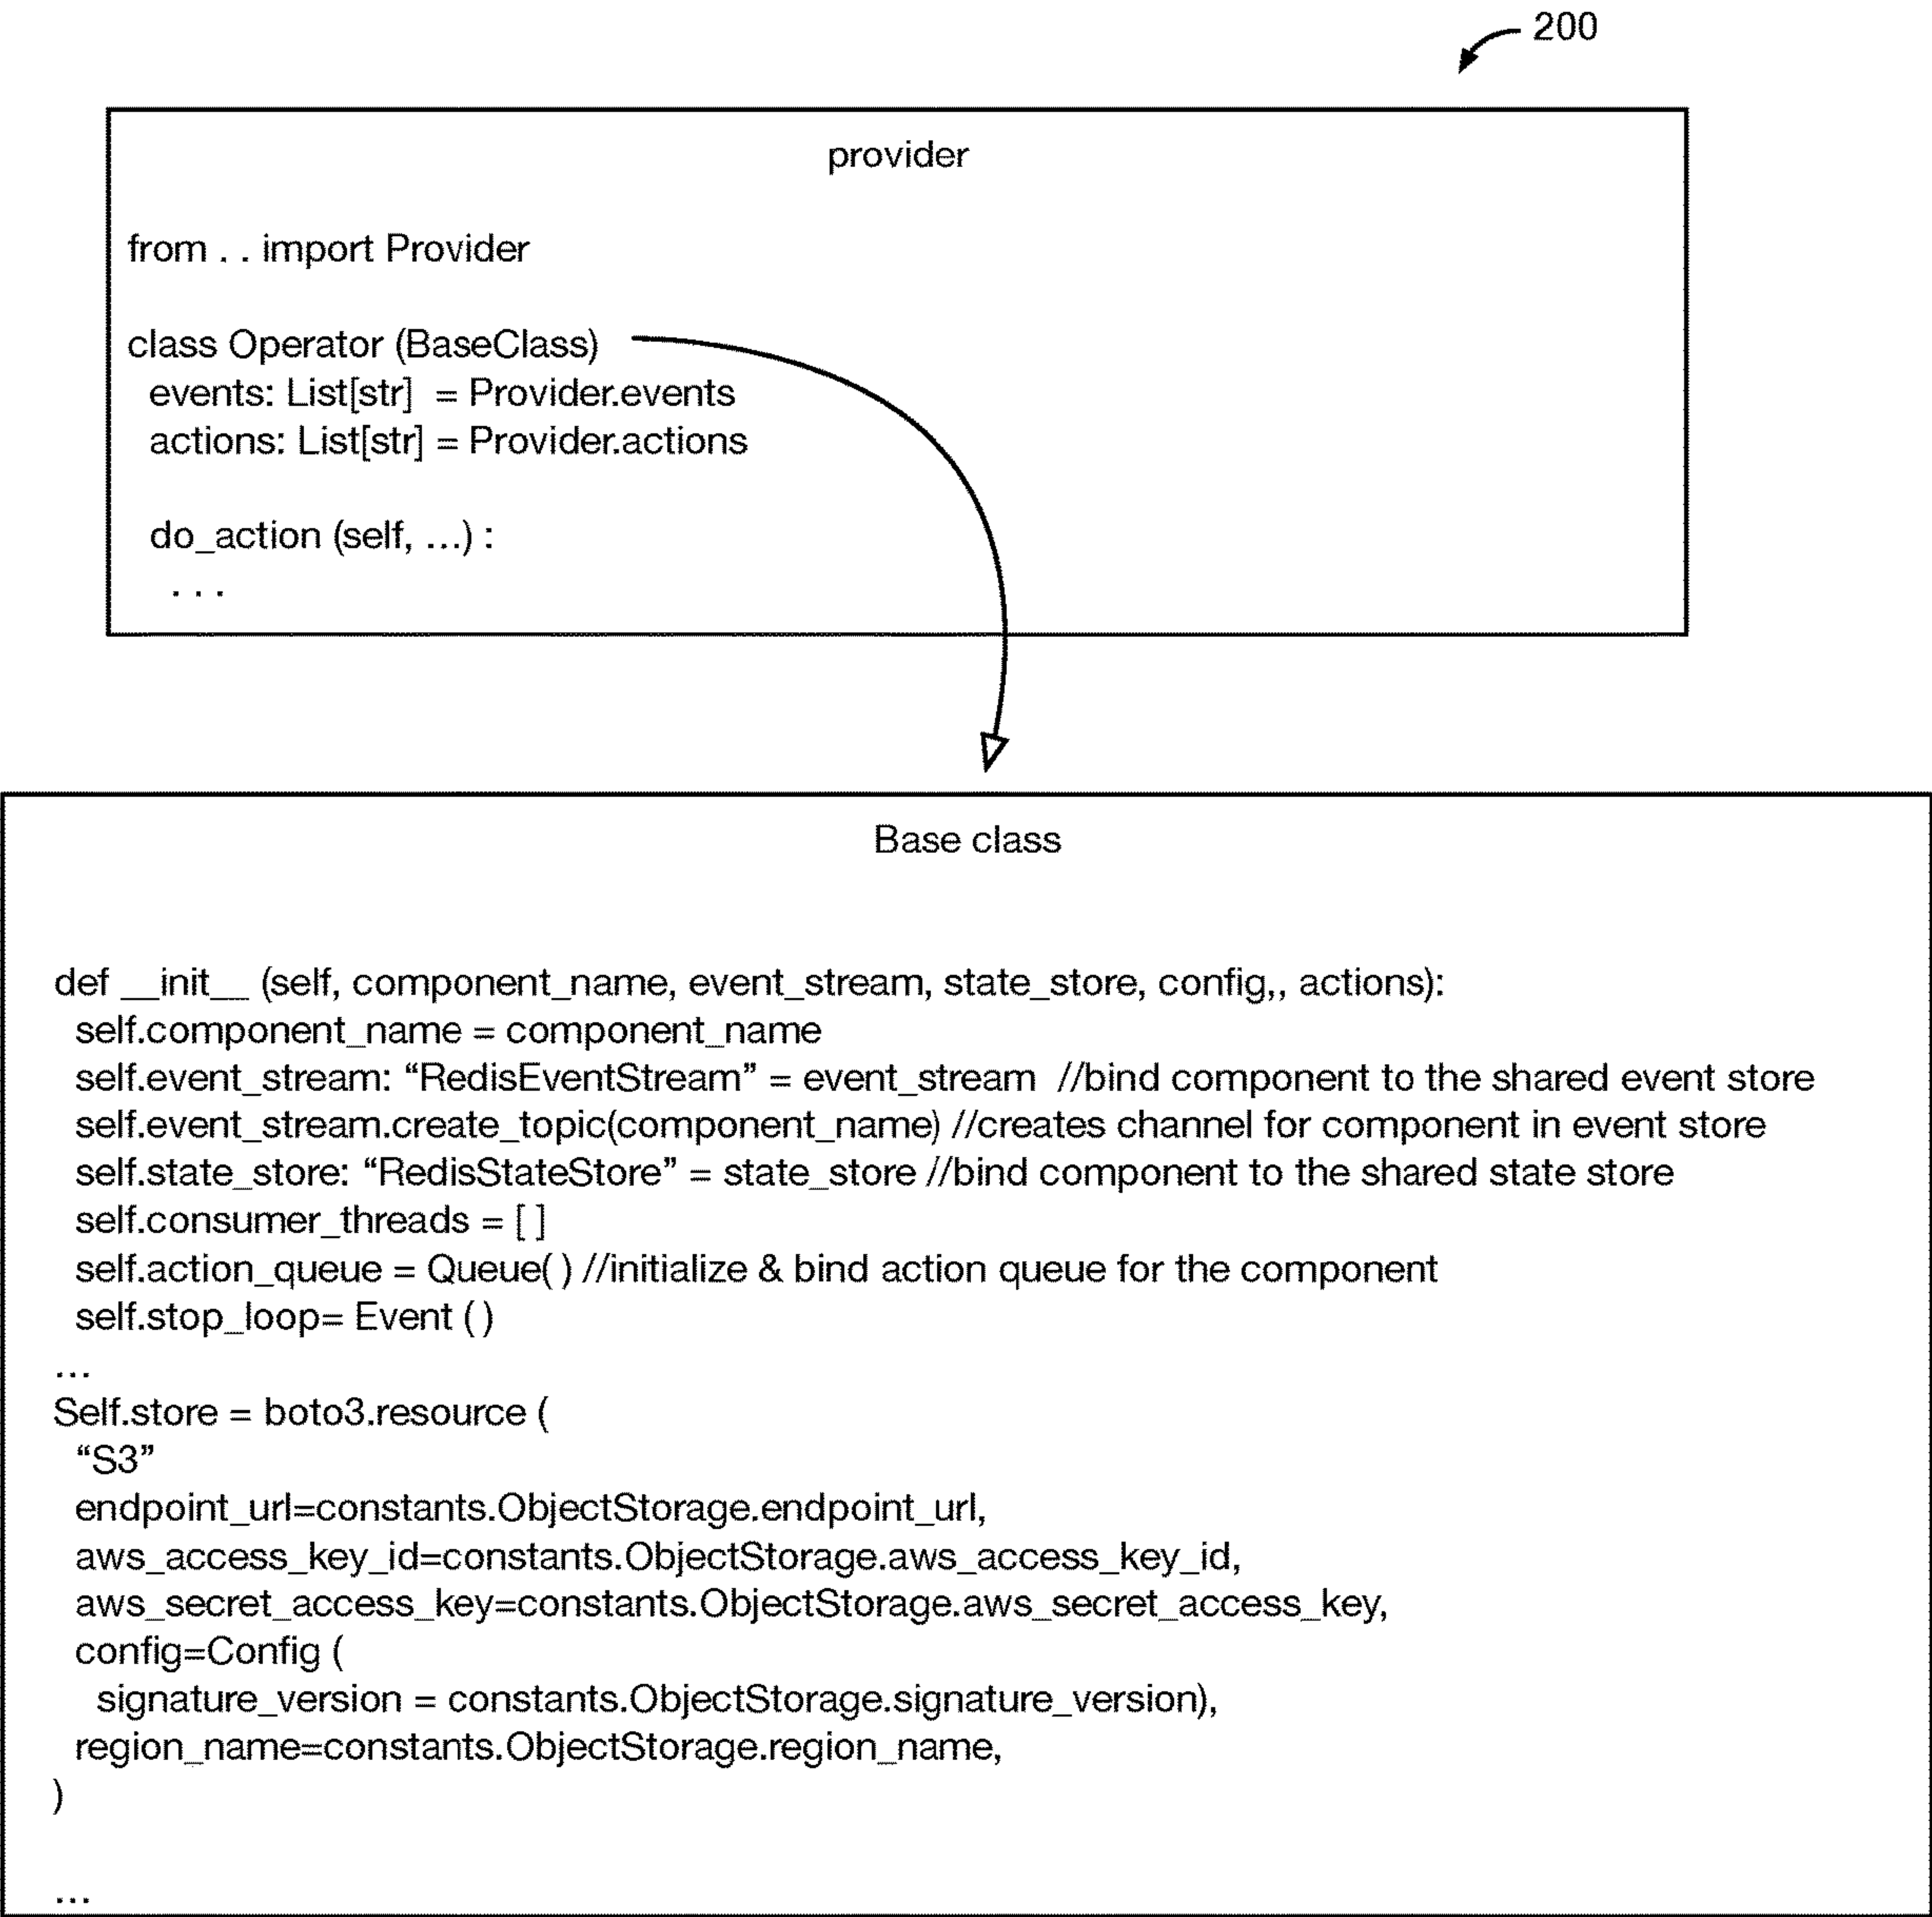 200
provider
from . . import Provider
class Operator (BaseClass)
events: List[str] = Provider.events
actions: List[str] = Provider.actions
do_action (self, ...) :
. . .
Base class
def __init__ (self, component_name, event_stream, state_store, config,, actions):
self.component_name = component_name
self.event_stream: “RedisEventStream” = event_stream //bind component to the shared event store
self.event_stream.create_topic(component_name) //creates channel for component in event store
self.state_store: “RedisStateStore” = state_store //bind component to the shared state store
self.consumer_threads = [ ]
self.action_queue = Queue( ) //initialize & bind action queue for the component
self.stop_loop= Event ( )
...
Self.store = boto3.resource (
“S3”
endpoint_url=constants.ObjectStorage.endpoint_url,
aws_access_key_id=constants.ObjectStorage.aws_access_key_id,
aws_secret_access_key=constants.ObjectStorage.aws_secret_access_key,
config=Config (
signature_version = constants.ObjectStorage.signature_version),
region_name=constants.ObjectStorage.region_name,
)
...